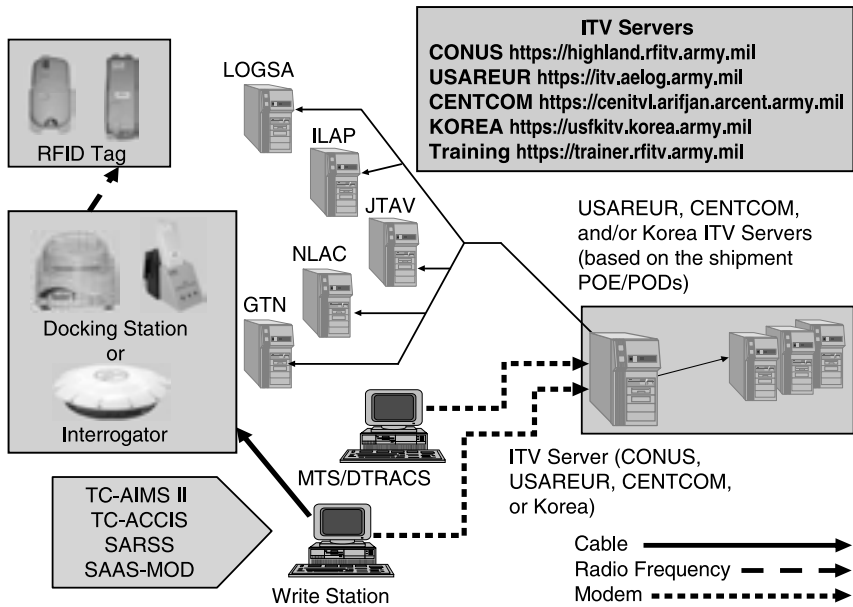 ITV Servers
CONUS https://highland.rfitv.army.mil
USAREUR https://itv.aelog.army.mil
CENTCOM https://cenitvl.arifjan.arcent.army.mil
KOREA https://usfkitv.korea.army.mil
Training https://trainer.rfitv.army.mil
RFID Tag
LOGSA
ILAP
JTAV
NLAC
GTN
USAREUR, CENTCOM,
and/or Korea ITV Servers
(based on the shipment
POE/PODs)
Docking Station
or
Interrogator
MTS/DTRACS
ITV Server (CONUS,
USAREUR, CENTCOM,
or Korea)
TC-AIMS II
TC-ACCIS
SARSS
SAAS-MOD
Write Station
Cable
Radio Frequency
Modem